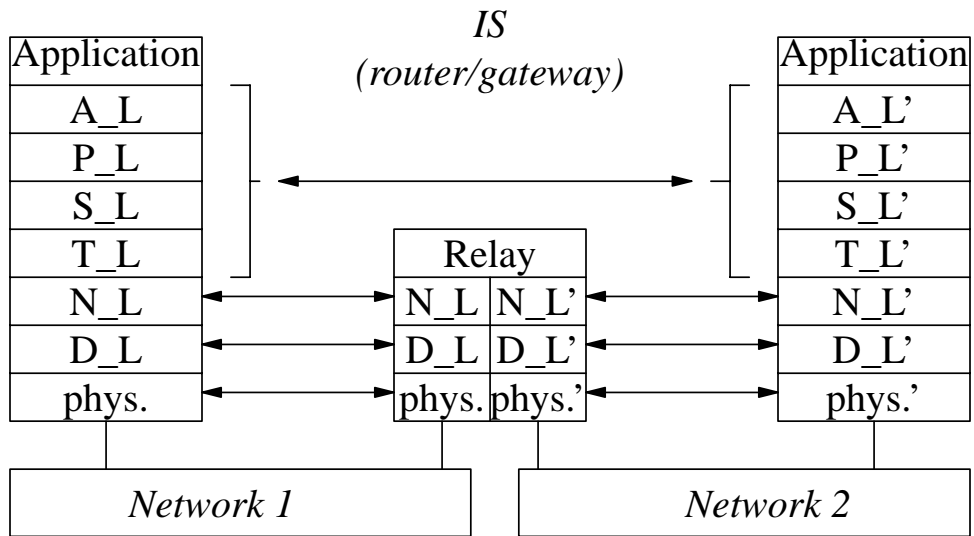 IS
(router/gateway)
Application
A_L
P_L
S_L
T_L
N_L
D_L
phys.
Relay
N_L N_L’
D_L D_L’
phys. phys.’
Application
A_L’
P_L’
S_L’
T_L’
N_L’
D_L’
phys.’
Network 1
Network 2